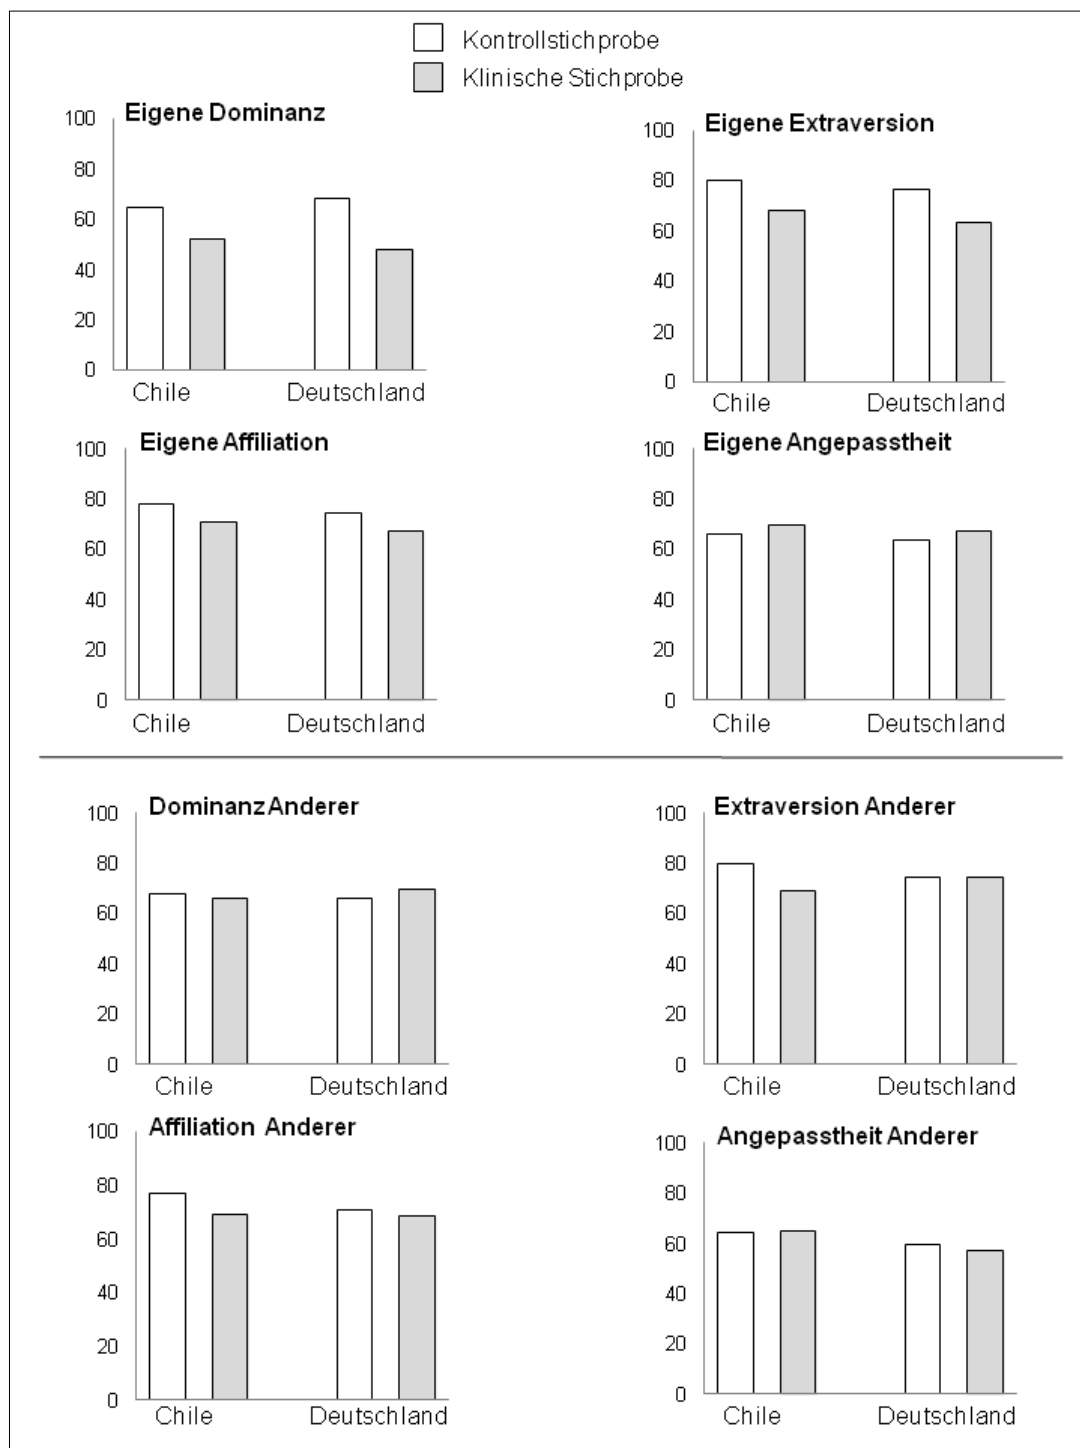 Kontrollstichprobe
Klinische Stichprobe
Eigene Dominanz
100
80
60
40
20
0
Chile Deutschland
Eigene Extraversion
100
80
60
40
20
0
Chile Deutschland
Eigene Affiliation
100
80
60
40
20
0
Chile Deutschland
Eigene Angepasstheit
100
80
60
40
20
0
Chile Deutschland
Dominanz Anderer
100
80
60
40
20
0
Chile Deutschland
Extraversion Anderer
100
80
60
40
20
0
Chile Deutschland
Affiliation Anderer
100
80
60
40
20
0
Chile Deutschland
Angepasstheit Anderer
100
80
60
40
20
0
Chile Deutschland